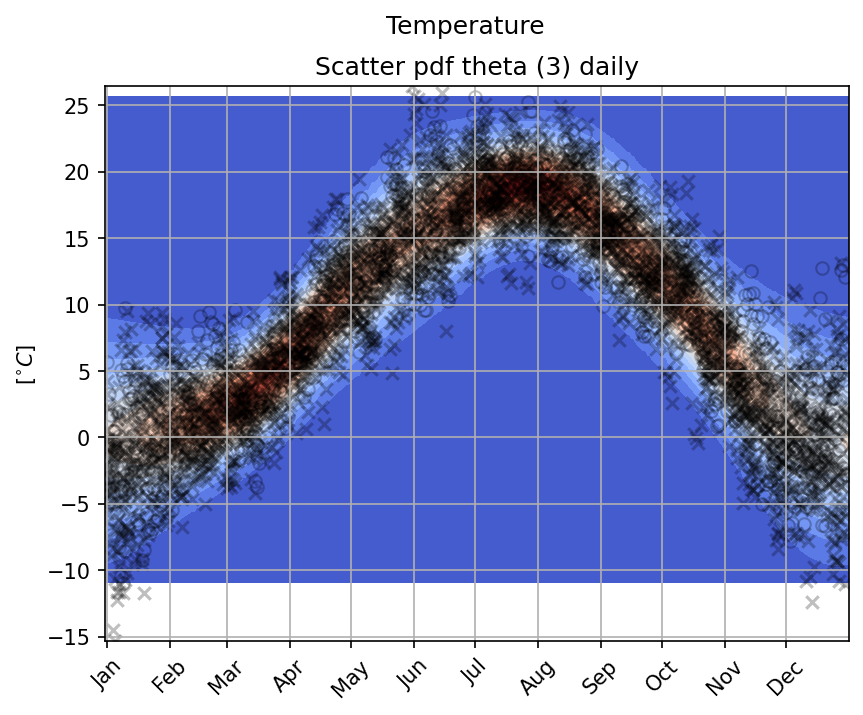 Temperature
Scatter pdf theta (3) daily
25
20
15
10
5
0
−5
−10
−15
[°C]
Jan Feb Mar Apr May Jun Jul Aug Sep Oct Nov Dec